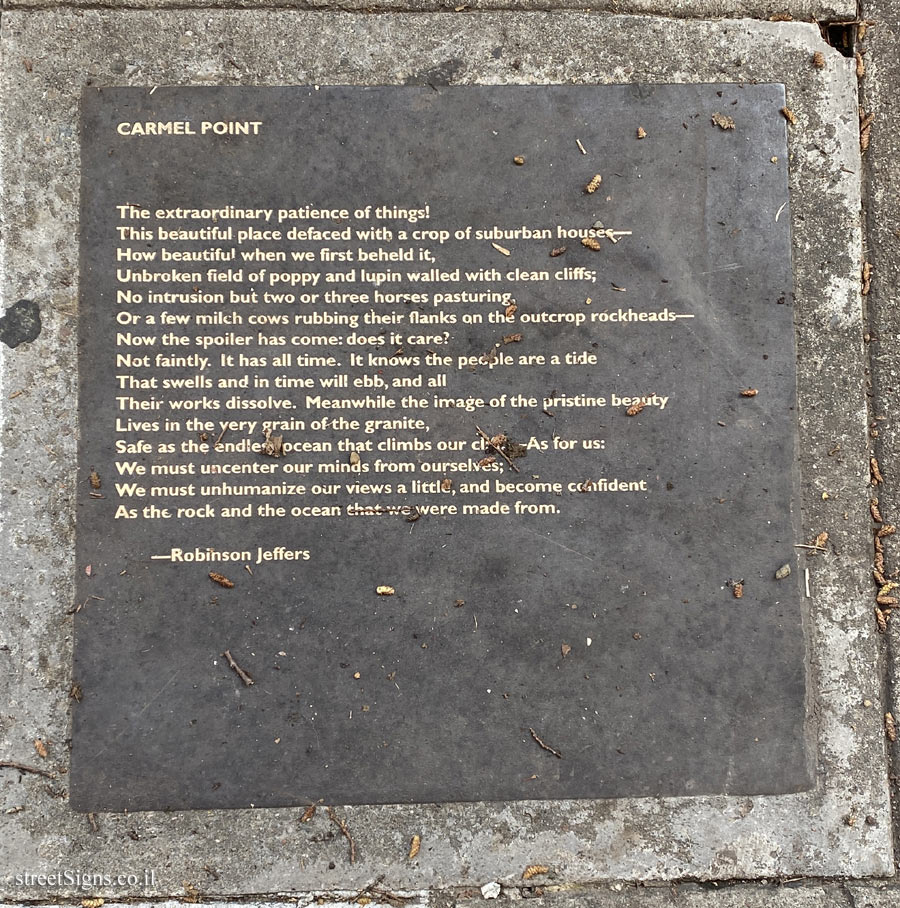 CARMEL POINT
The extraordinary patience of things!
This beautiful place defaced with a crop of suburban houses—
How beautiful when we first beheld it,
Unbroken field of poppy and lupin walled with clean cliffs;
No intrusion but two or three horses pasturing,
Or a few milch cows rubbing their flanks on the outcrop rockheads—
Now the spoiler has come: does it care?
Not faintly. It has all time. It knows the people are a tide
That swells and in time will ebb, and all
Their works dissolve. Meanwhile the image of the pristine beauty
Lives in the very grain of the granite,
Safe as the endless ocean that climbs our —As for us:
We must uncenter our minds from ourselves;
We must unhumanize our views a little, and become confident
As the rock and the ocean that we were made from.
—Robinson Jeffers
streetSigns.co.il